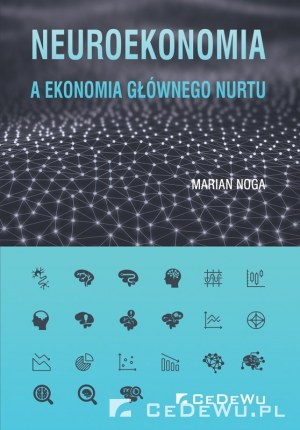 NEUROEKONOMIA
A EKONOMIA GŁÓWNEGO NURTU
MARIAN NOGA
CEDEWU
CEDEWU.PL